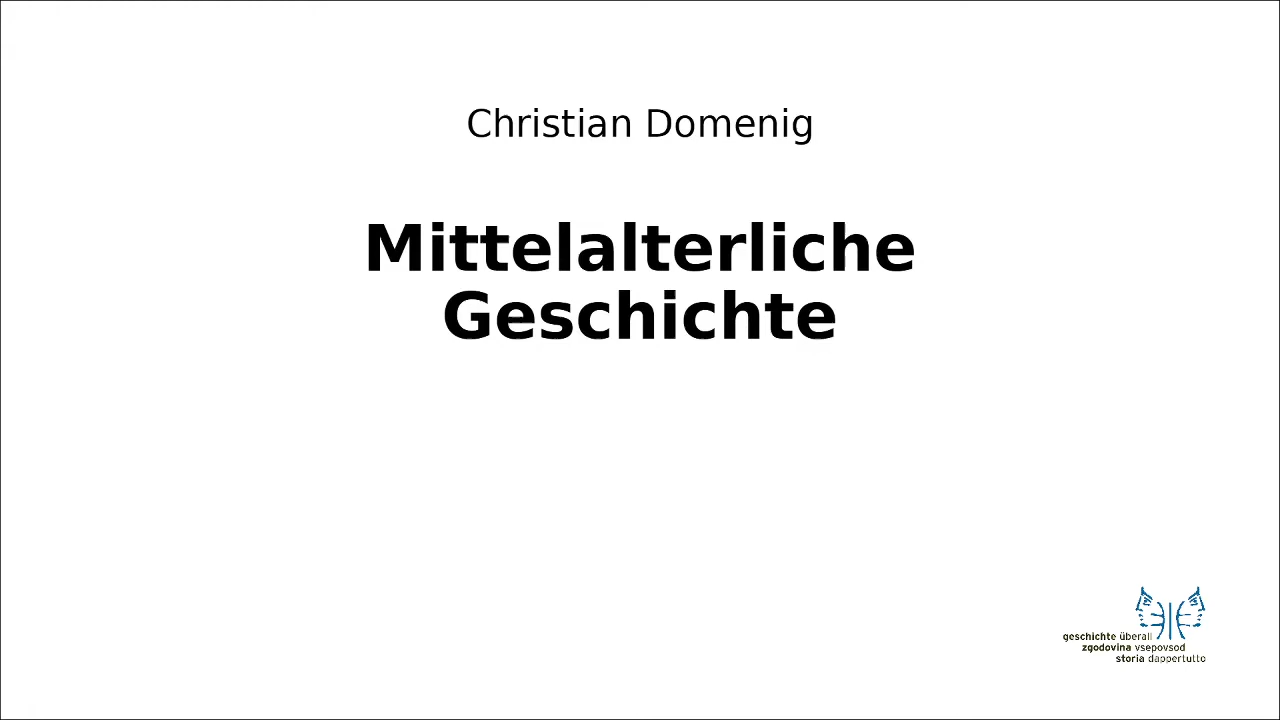 Christian Domenig
Mittelalterliche
Geschichte
geschichte überall
zgodovina vsepovsod
storia dappertutto